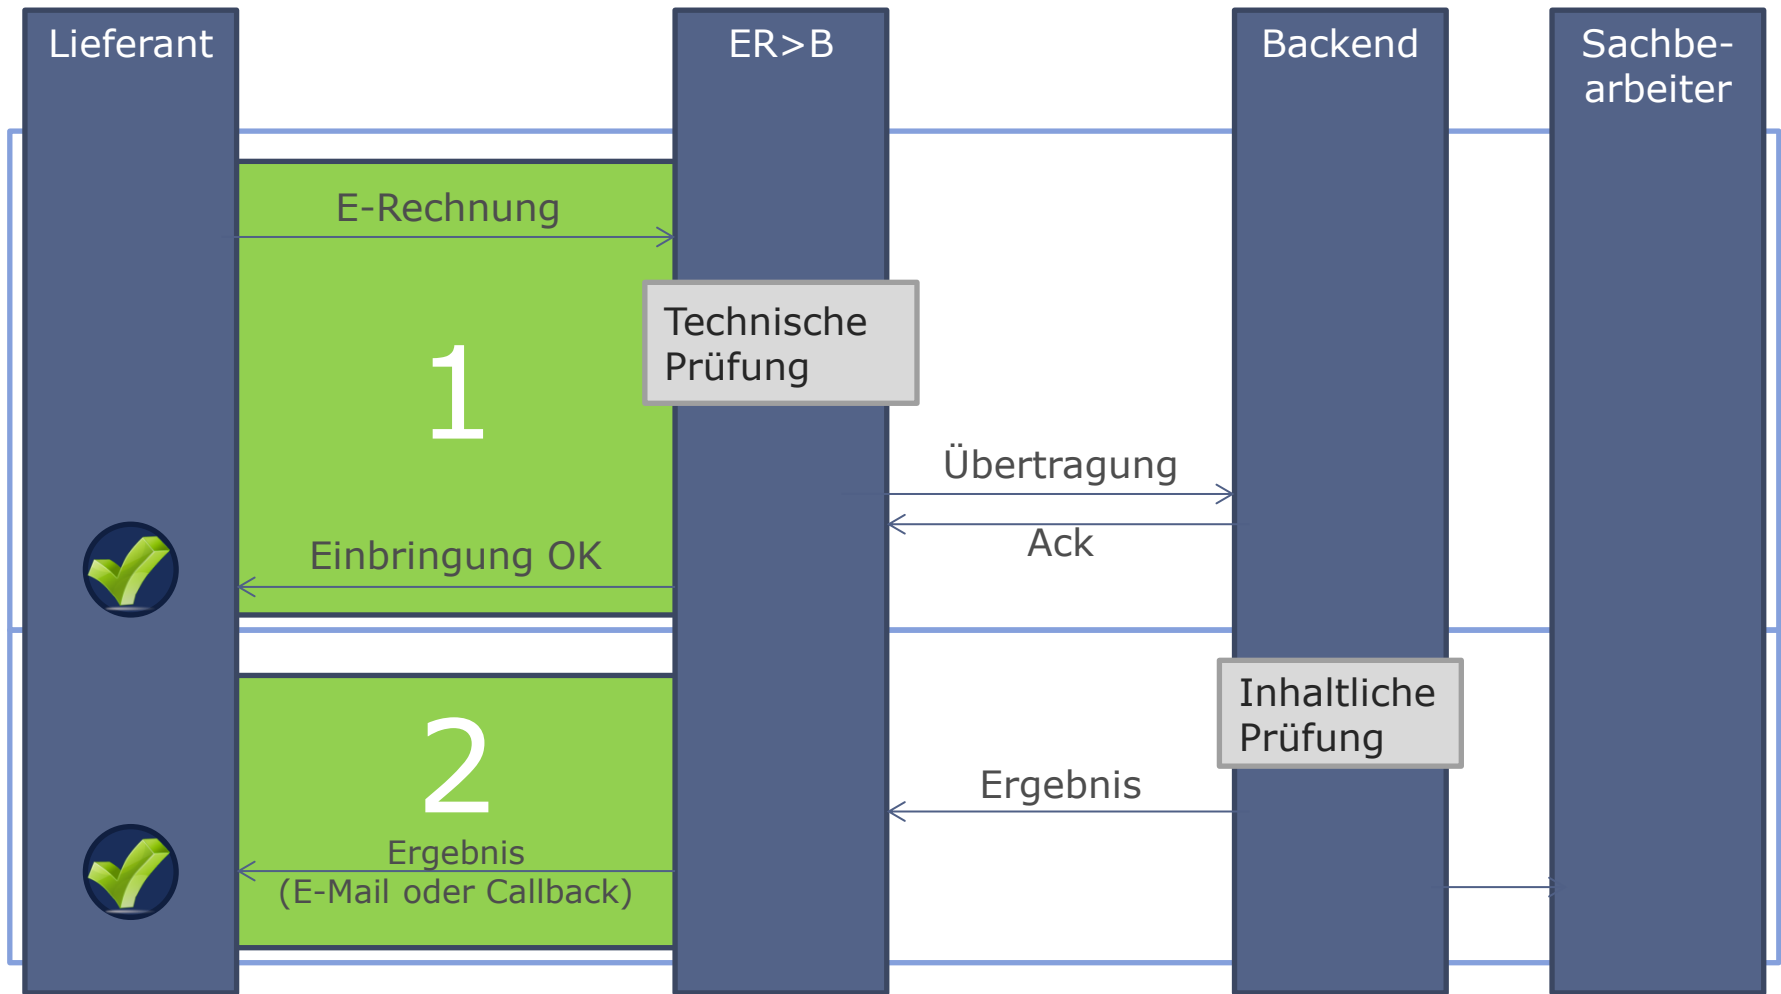 Lieferant
ER>B
Backend
Sachbe-
arbeiter
E-Rechnung
1
Technische
Prüfung
Übertragung
Ack
Einbringung OK
2
Inhaltliche
Prüfung
Ergebnis
Ergebnis
(E-Mail oder Callback)